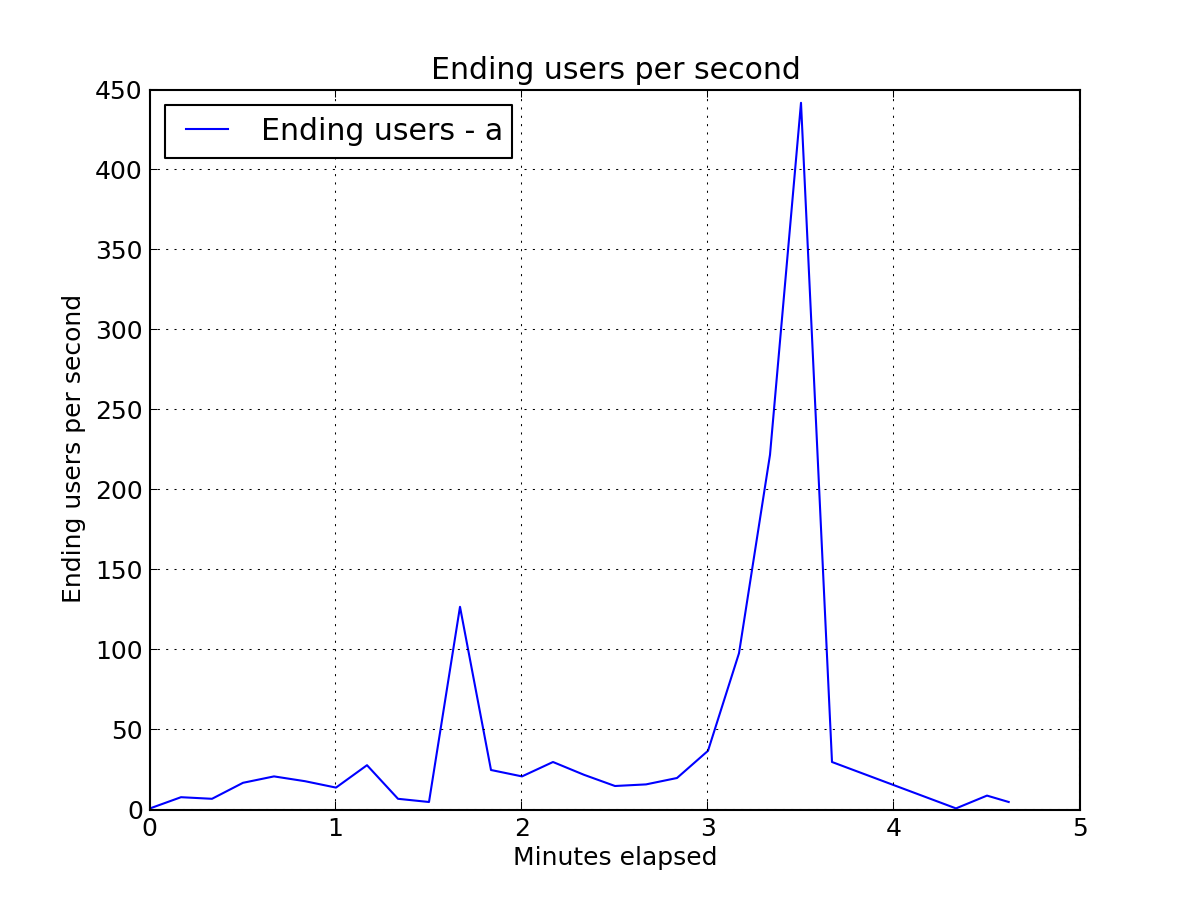 Ending users per second
Ending users - a
450
400
350
300
250
200
150
100
50
0
Ending users per second
0 1 2 3 4 5
Minutes elapsed